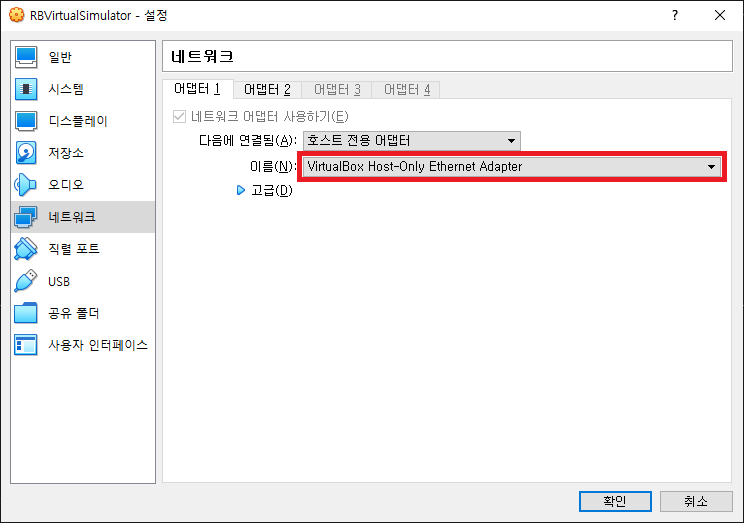 RBVirtualSimulator - 설정
일반
시스템
디스플레이
저장소
오디오
네트워크
직렬 포트
USB
공유 폴더
사용자 인터페이스
네트워크
어댑터 1 어댑터 2 어댑터 3 어댑터 4
네트워크 어댑터 사용하기(E)
다음에 연결됨(A): 호스트 전용 어댑터
이름(N): VirtualBox Host-Only Ethernet Adapter
고급(D)
확인 취소